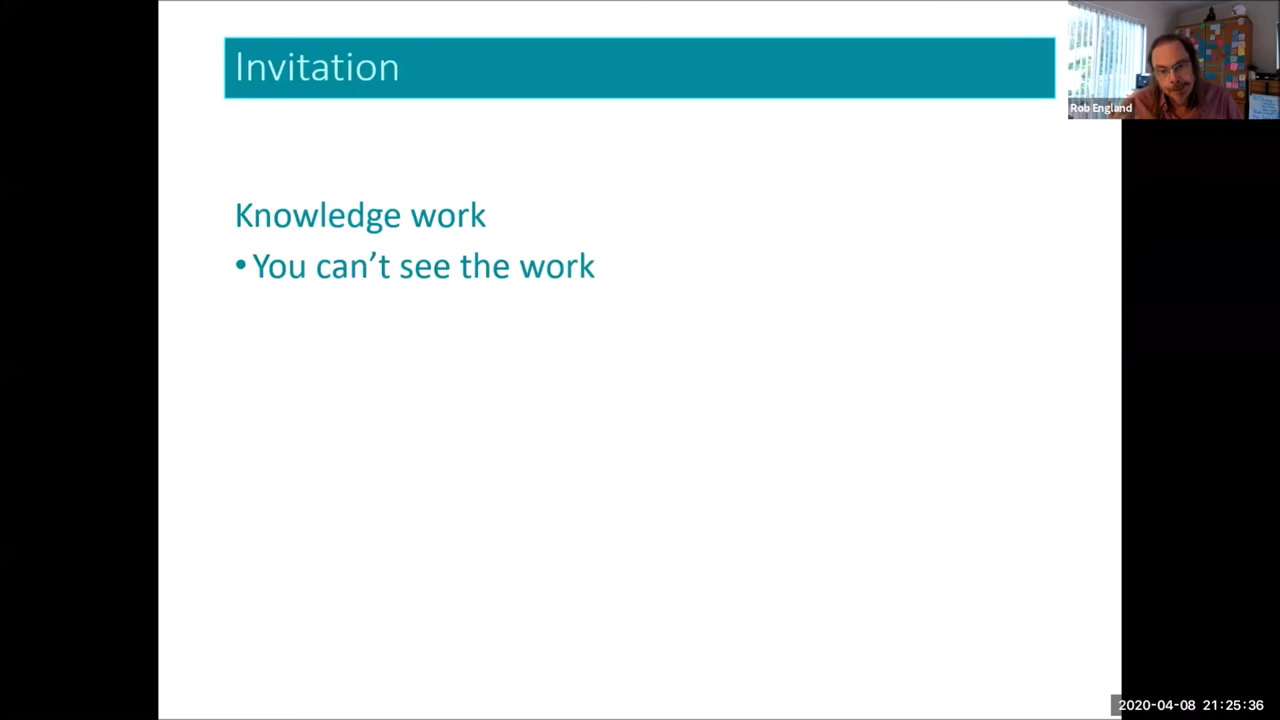 Invitation
Rob England
Knowledge work
• You can’t see the work
2020-04-08 21:25:36